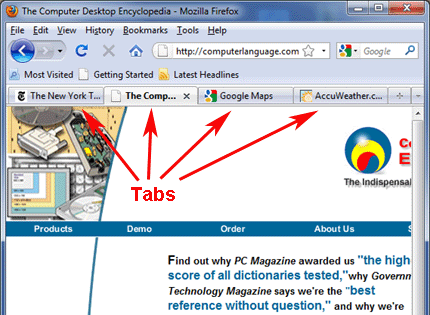 The Computer Desktop Encyclopedia - Mozilla Firefox
File Edit View History Bookmarks Tools Help
http://computerlanguage.com
Google
Most Visited Getting Started Latest Headlines
The New York T...
The Comp...
Google Maps
AccuWeather.c...
Tabs
The Indispensa
Products Demo Order About Us
Find out why PC Magazine awarded us "the high
score of all dictionaries tested,"why Governm
Technology Magazine says we're the "best
reference without question," and why we're